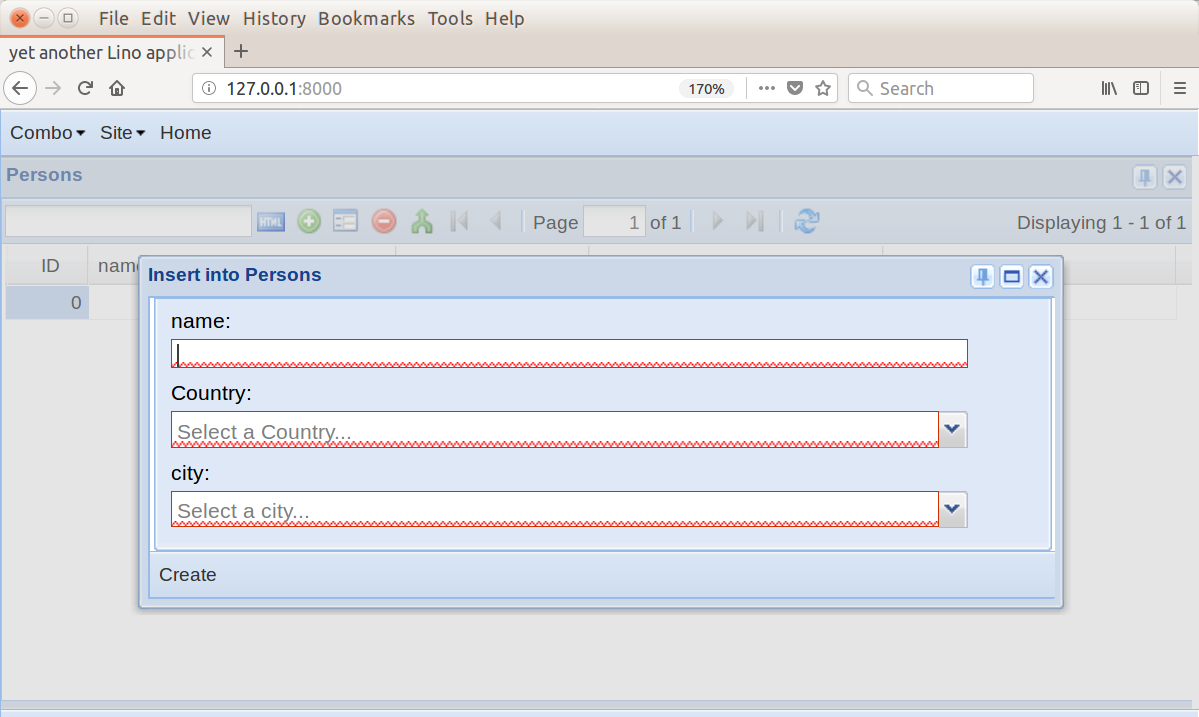 File Edit View History Bookmarks Tools Help
yet another Lino applic
127.0.0.1:8000 170% Search
Combo Site Home
Persons
HTML Page 1 of 1 Displaying 1 - 1 of 1
ID name
0
Insert into Persons
name:
Country:
Select a Country...
city:
Select a city...
Create